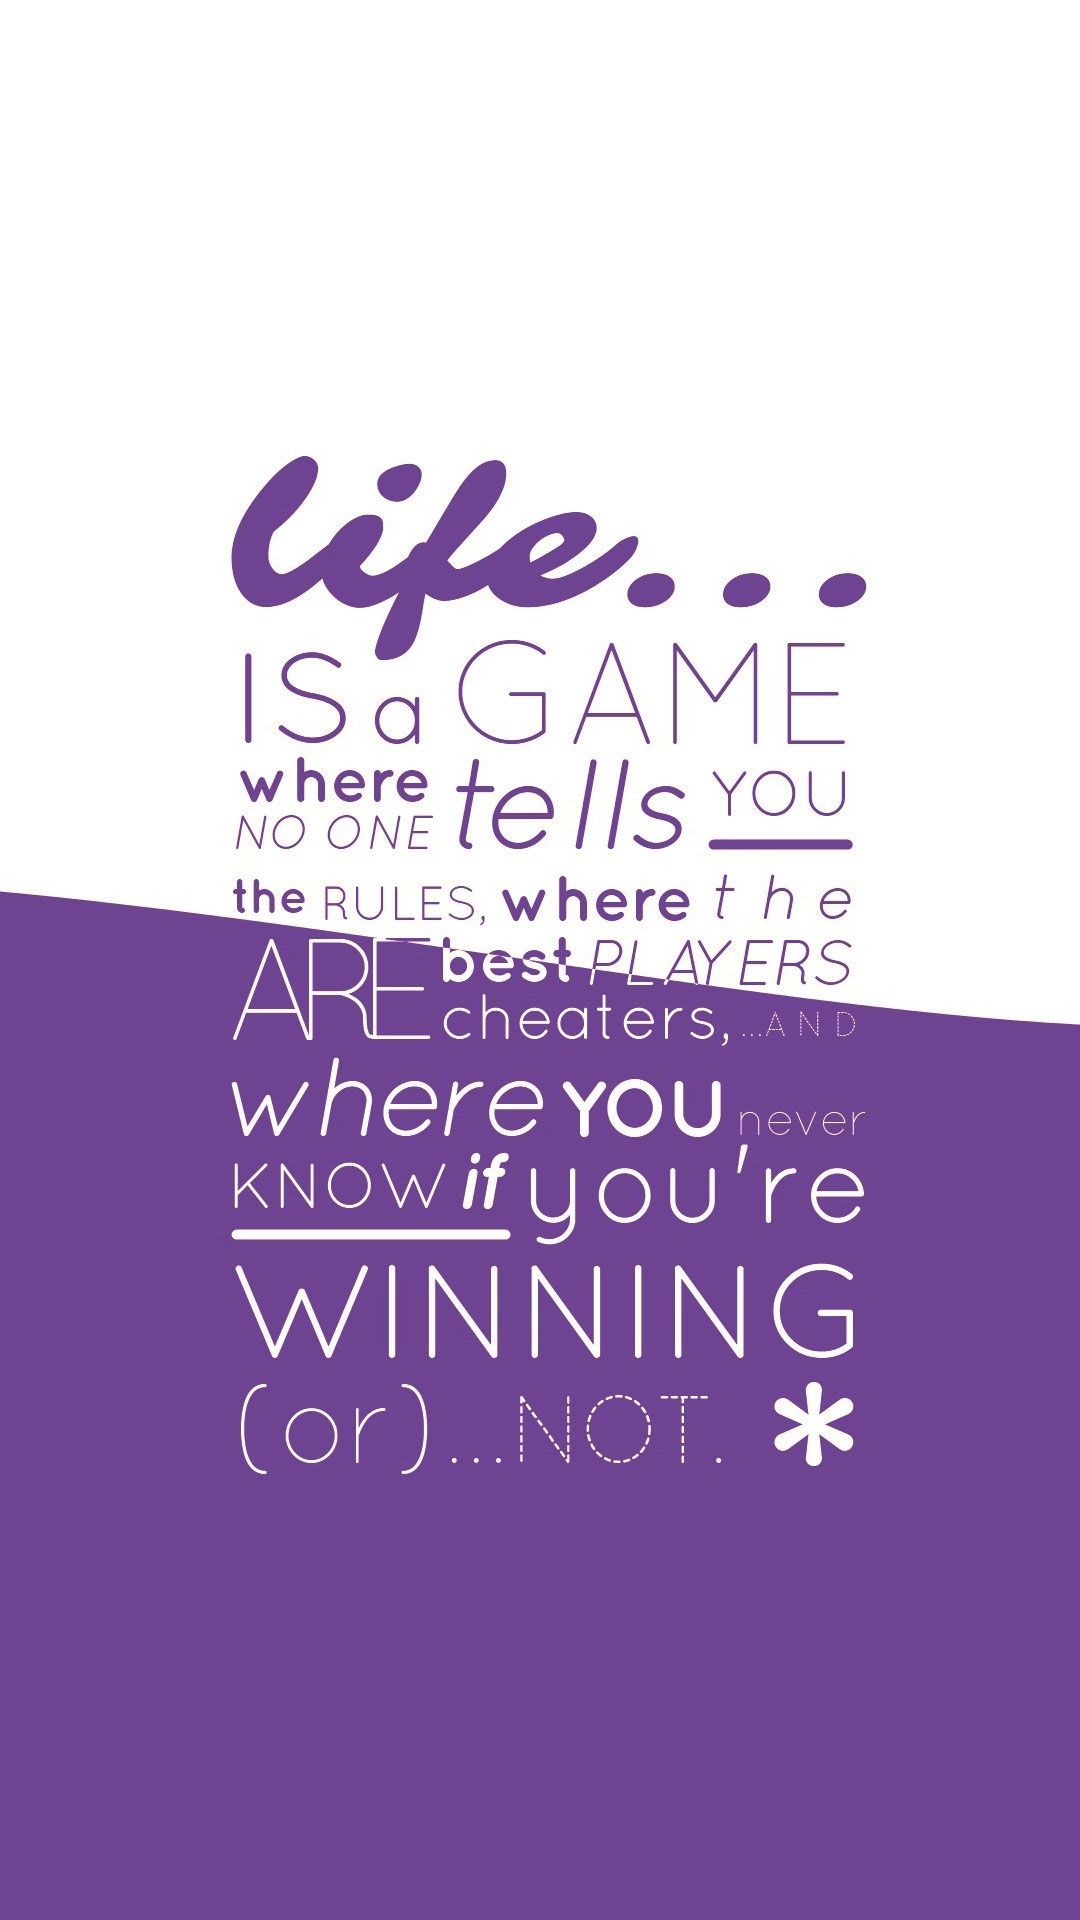 life...
IS a GAME
where tells YOU
NO ONE
the RULES, where the
ARE best PLAYERS
cheaters, ...AND
where YOU never
KNOW if you're
WINNING
(or)...NOT. *